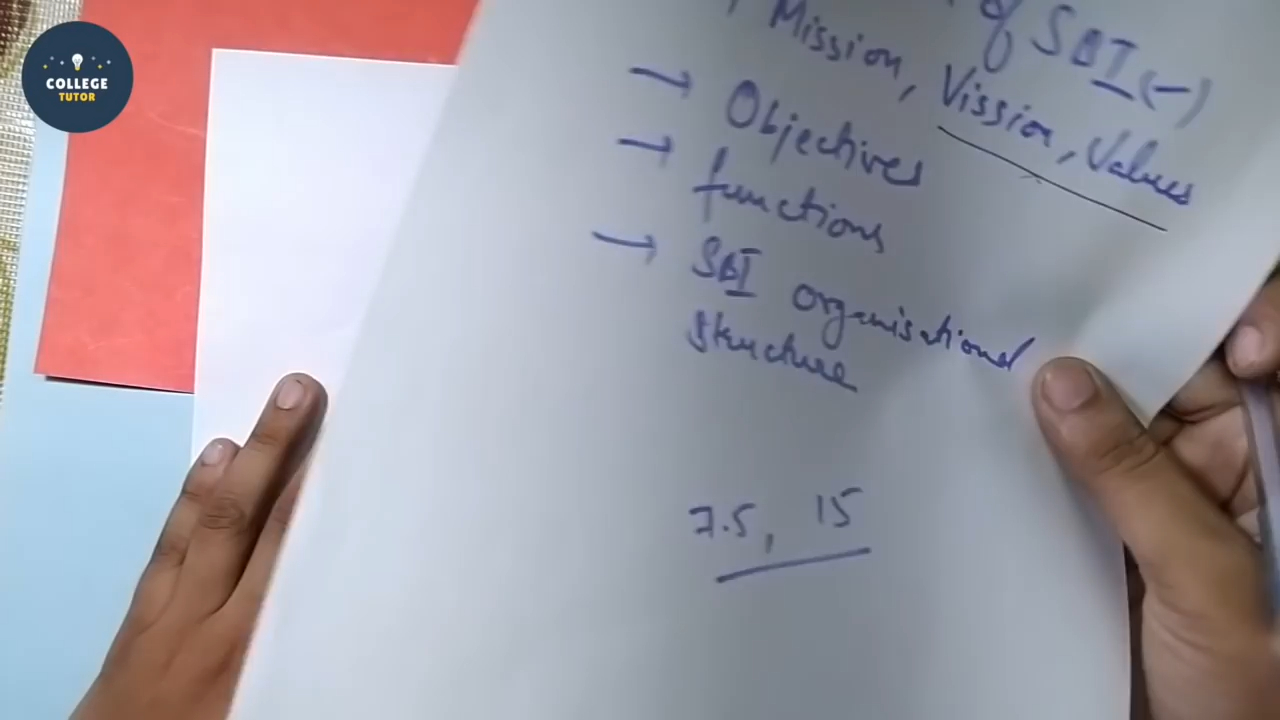 COLLEGE
TUTOR
of SBI (-)
Mission, Vission, Values
→ Objectives
→ functions
→ SBI organisational
structure
7.5, 15